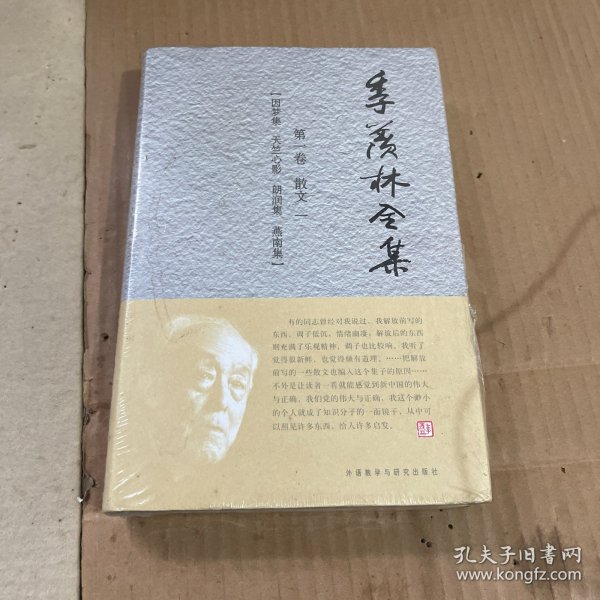 季羡林全集
第一卷 散文一
[因梦集 天竺心影 朗润集 燕南集]
有的同志曾经对我说过，我解放前写的
东西，调子低沉，情绪幽凄；解放后的东西
则充满了乐观精神，调子也比较响。我听了
觉得很新鲜，也觉得颇有道理。……把解放
前写的一些散文也编入这个集子的原因……
不外是让读者一看就能感觉到新中国的伟大
与正确，我们党的伟大与正确，我这个渺小
的个人就成了知识分子的一面镜子，从中可
以照见许多东西，给人许多启发。
外语教学与研究出版社
孔夫子旧书网
www.kongfz.com